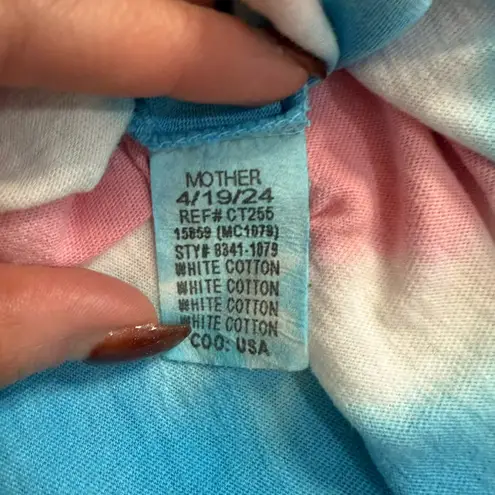 MOTHER
4/19/24
REF# CT255
15859 (MC1079)
STY# 8341-1079
WHITE COTTON
WHITE COTTON
WHITE COTTON
WHITE COTTON
COO: USA